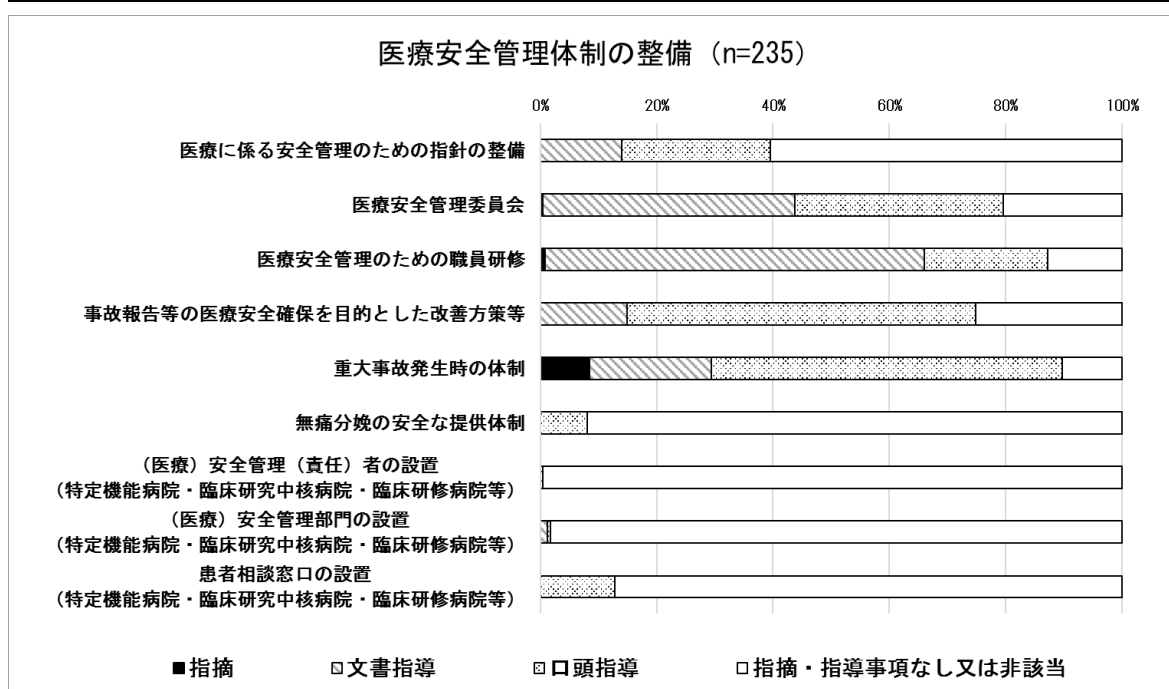 医療安全管理体制の整備（n=235）
0% 20% 40% 60% 80% 100%
医療に係る安全管理のための指針の整備
医療安全管理委員会
医療安全管理のための職員研修
事故報告等の医療安全確保を目的とした改善方策等
重大事故発生時の体制
無痛分娩の安全な提供体制
（医療）安全管理（責任）者の設置
（特定機能病院・臨床研究中核病院・臨床研修病院等）
（医療）安全管理部門の設置
（特定機能病院・臨床研究中核病院・臨床研修病院等）
患者相談窓口の設置
（特定機能病院・臨床研究中核病院・臨床研修病院等）
指摘 文書指導 口頭指導 指摘・指導事項なし又は非該当